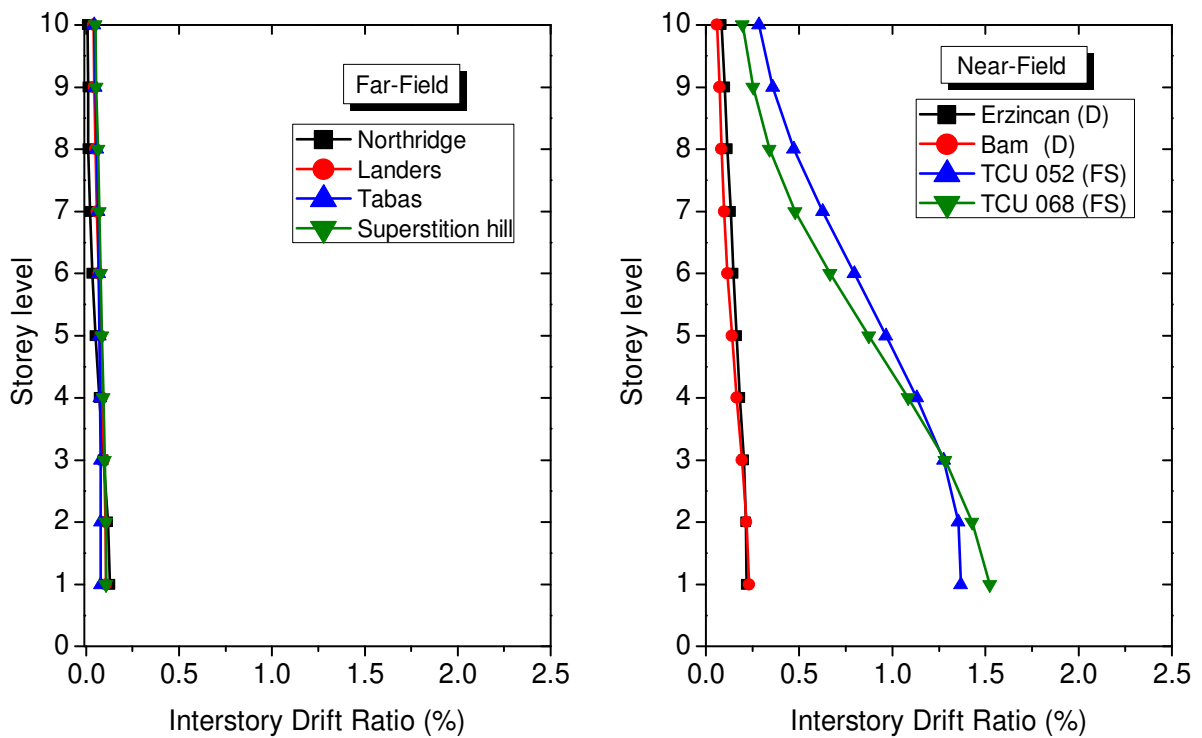 10
9
8
7
6
5
4
3
2
1
0
Storey level
Far-Field
Northridge
Landers
Tabas
Superstition hill
0.0 0.5 1.0 1.5 2.0 2.5
Interstory Drift Ratio (%)
10
9
8
7
6
5
4
3
2
1
0
Storey level
Near-Field
Erzincan (D)
Bam (D)
TCU 052 (FS)
TCU 068 (FS)
0.0 0.5 1.0 1.5 2.0 2.5
Interstory Drift Ratio (%)